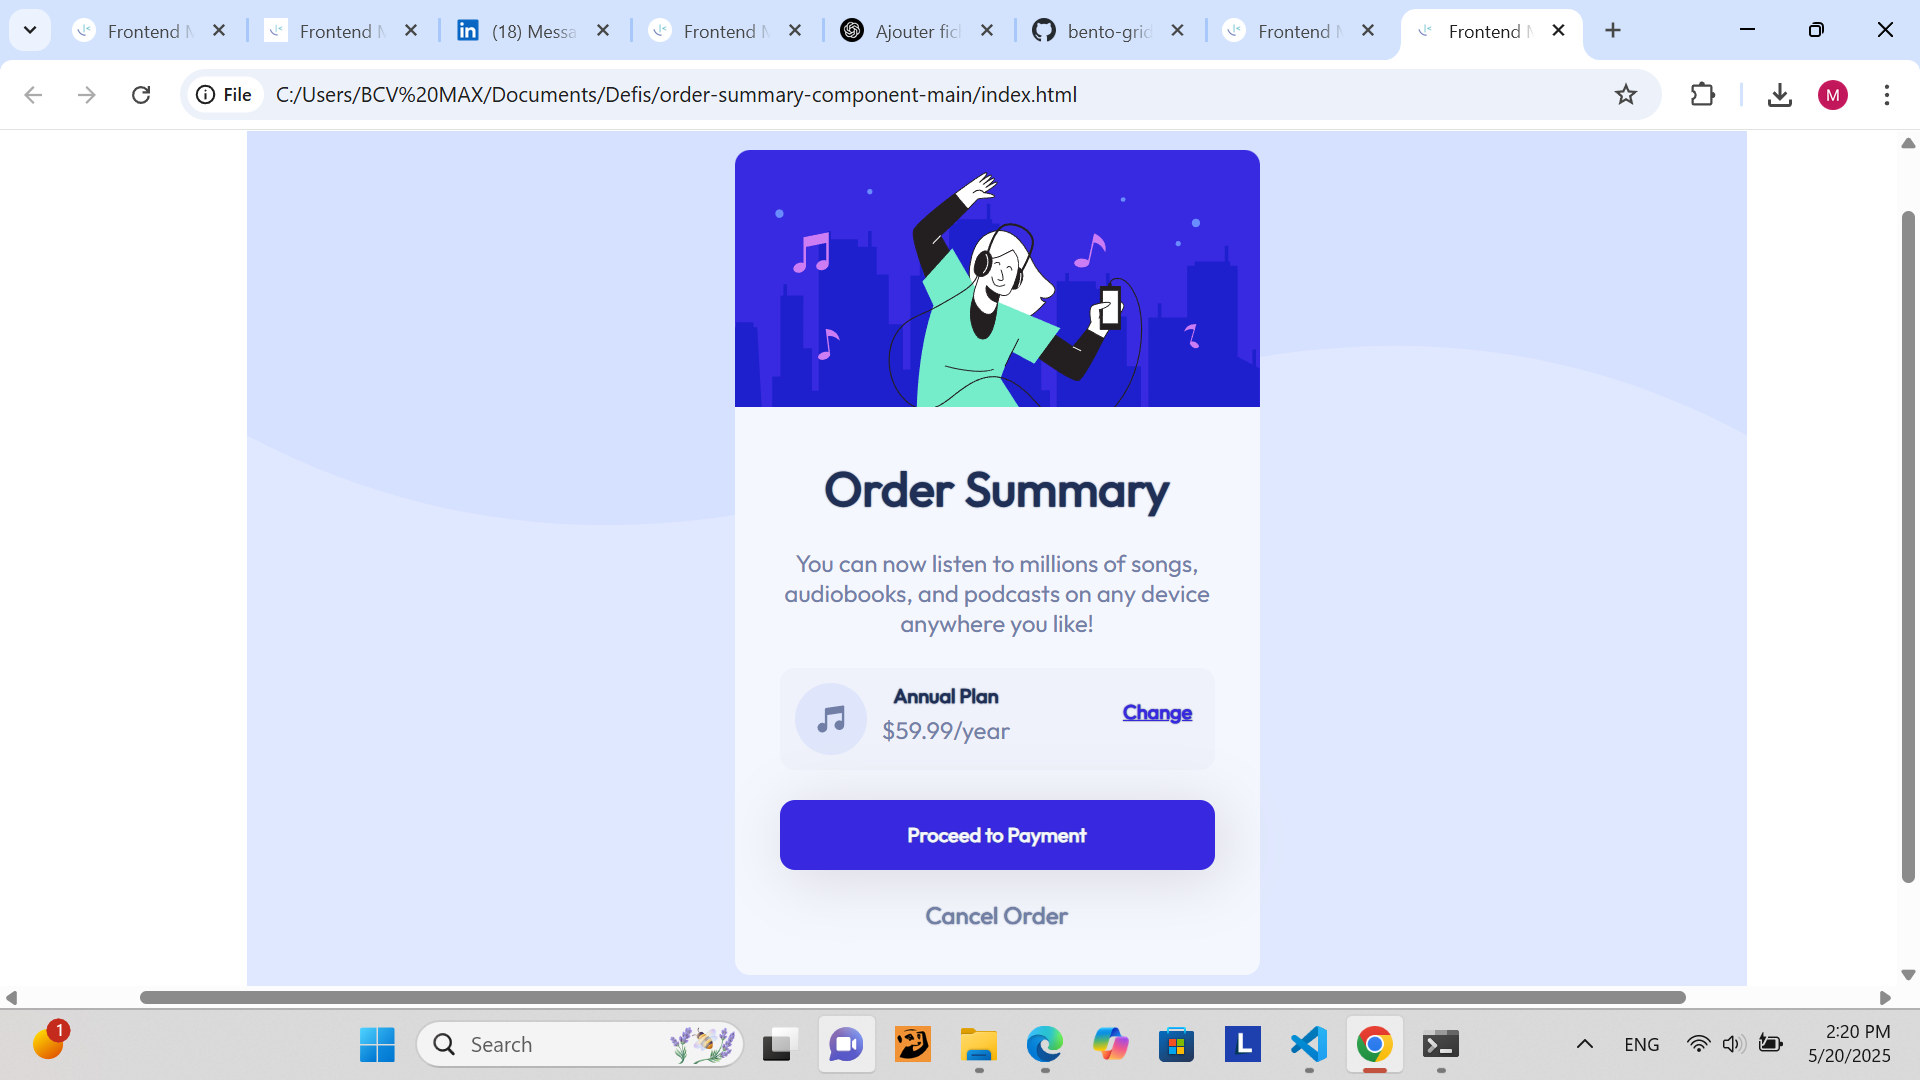 Frontend M
Frontend M
(18) Messa
Frontend M
Ajouter fic
bento-grid
Frontend M
Frontend M
File
C:/Users/BCV%20MAX/Documents/Defis/order-summary-component-main/index.html
M
Order Summary
You can now listen to millions of songs,
audiobooks, and podcasts on any device
anywhere you like!
Annual Plan
$59.99/year
Change
Proceed to Payment
Cancel Order
1
Search
L
ENG
2:20 PM
5/20/2025